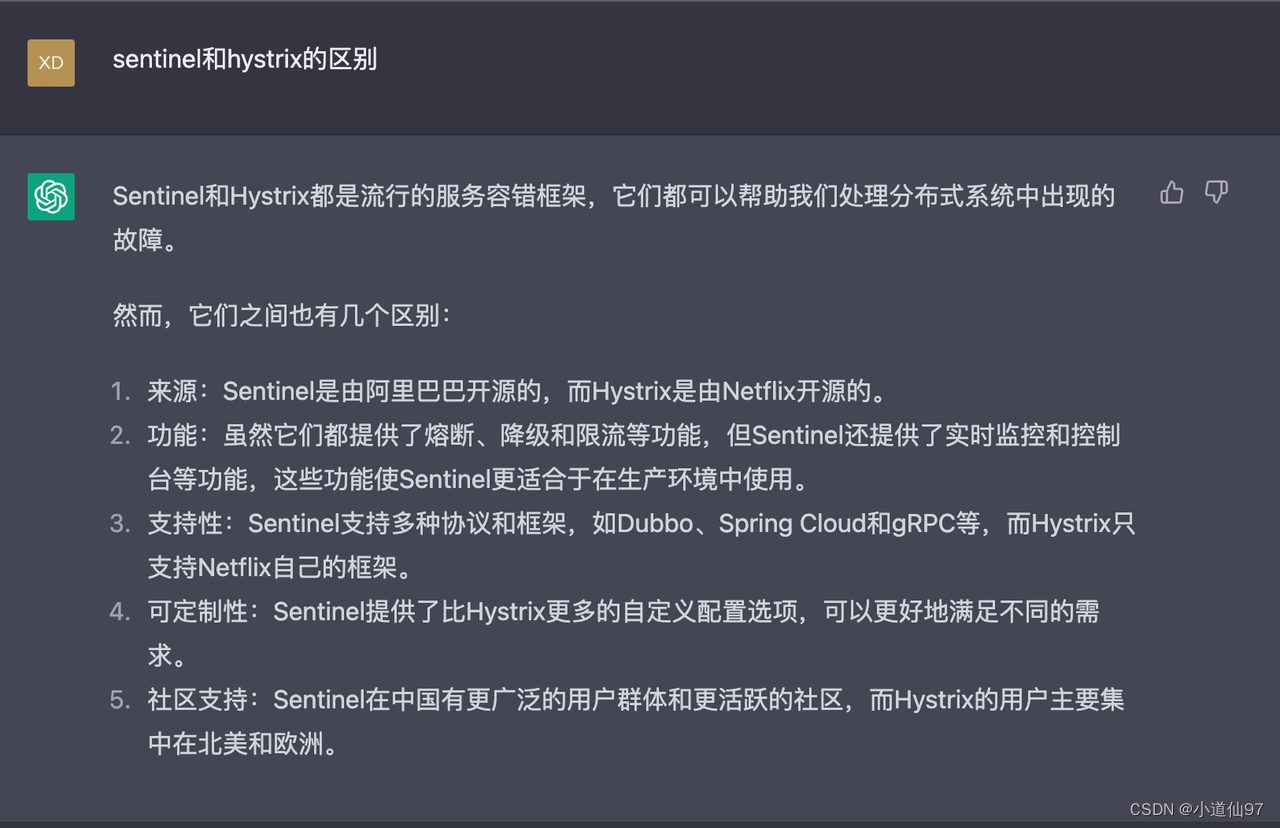 XD
sentinel和hystrix的区别
Sentinel和Hystrix都是流行的服务容错框架，它们都可以帮助我们处理分布式系统中出现的
故障。
然而，它们之间也有几个区别：
1. 来源：Sentinel是由阿里巴巴开源的，而Hystrix是由Netflix开源的。
2. 功能：虽然它们都提供了熔断、降级和限流等功能，但Sentinel还提供了实时监控和控制
台等功能，这些功能使Sentinel更适合于在生产环境中使用。
3. 支持性：Sentinel支持多种协议和框架，如Dubbo、Spring Cloud和gRPC等，而Hystrix只
支持Netflix自己的框架。
4. 可定制性：Sentinel提供了比Hystrix更多的自定义配置选项，可以更好地满足不同的需
求。
5. 社区支持：Sentinel在中国有更广泛的用户群体和更活跃的社区，而Hystrix的用户主要集
中在北美和欧洲。
CSDN @小道仙97